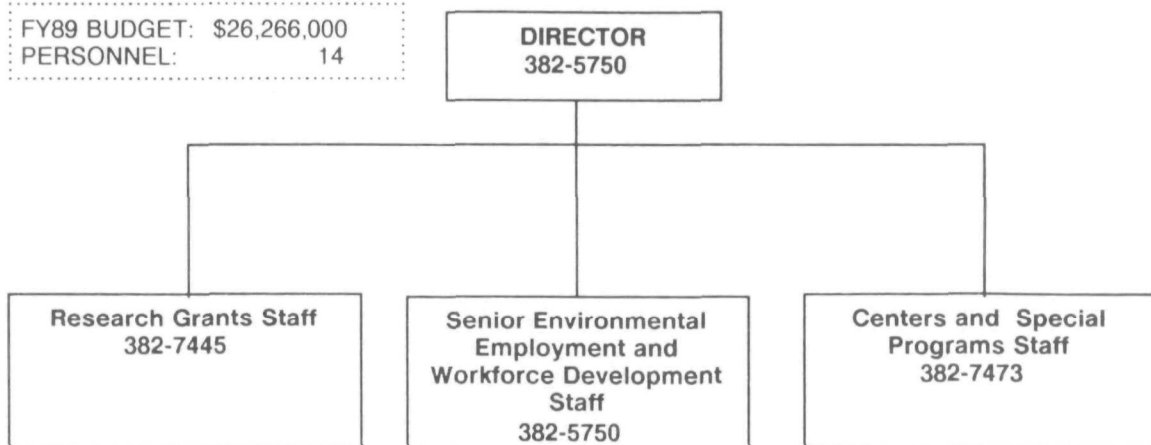 FY89 BUDGET: $26,266,000
PERSONNEL: 14
DIRECTOR
382-5750
Research Grants Staff
382-7445
Senior Environmental
Employment and
Workforce Development
Staff
382-5750
Centers and Special
Programs Staff
382-7473